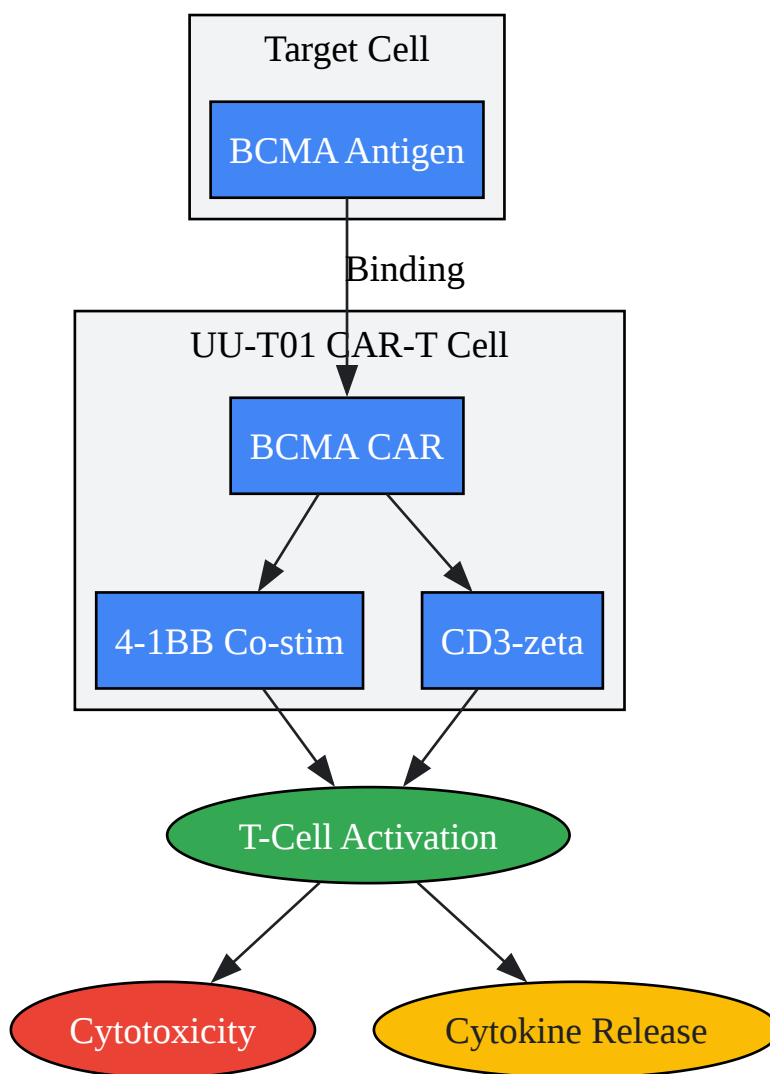 Target Cell
BCMA Antigen
Binding
UU-T01 CAR-T Cell
BCMA CAR
4-1BB Co-stim
CD3-zeta
T-Cell Activation
Cytotoxicity
Cytokine Release